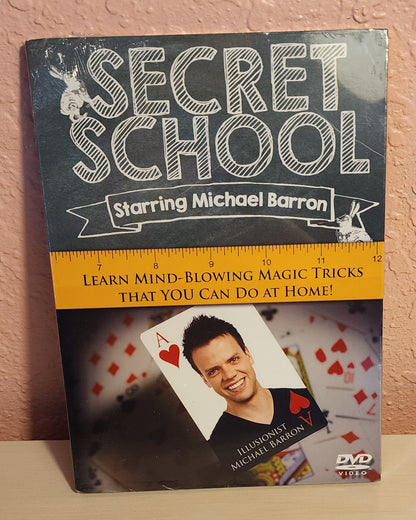 SECRET
SCHOOL
Starring Michael Barron
7 8 9 10 11 12
LEARN MIND-BLOWING MAGIC TRICKS
THAT YOU CAN DO AT HOME!
A
ILLUSIONIST
MICHAEL BARRON
A
DVD
VIDEO